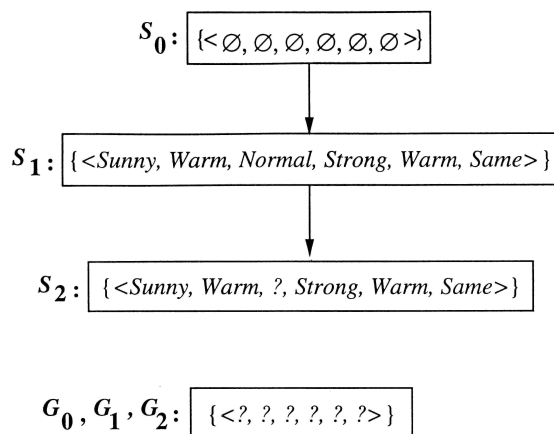 S0: {<∅, ∅, ∅, ∅, ∅, ∅>}
S1: {<Sunny, Warm, Normal, Strong, Warm, Same>}
S2: {<Sunny, Warm, ?, Strong, Warm, Same>}
G0, G1, G2: {<?, ?, ?, ?, ?, ?>}